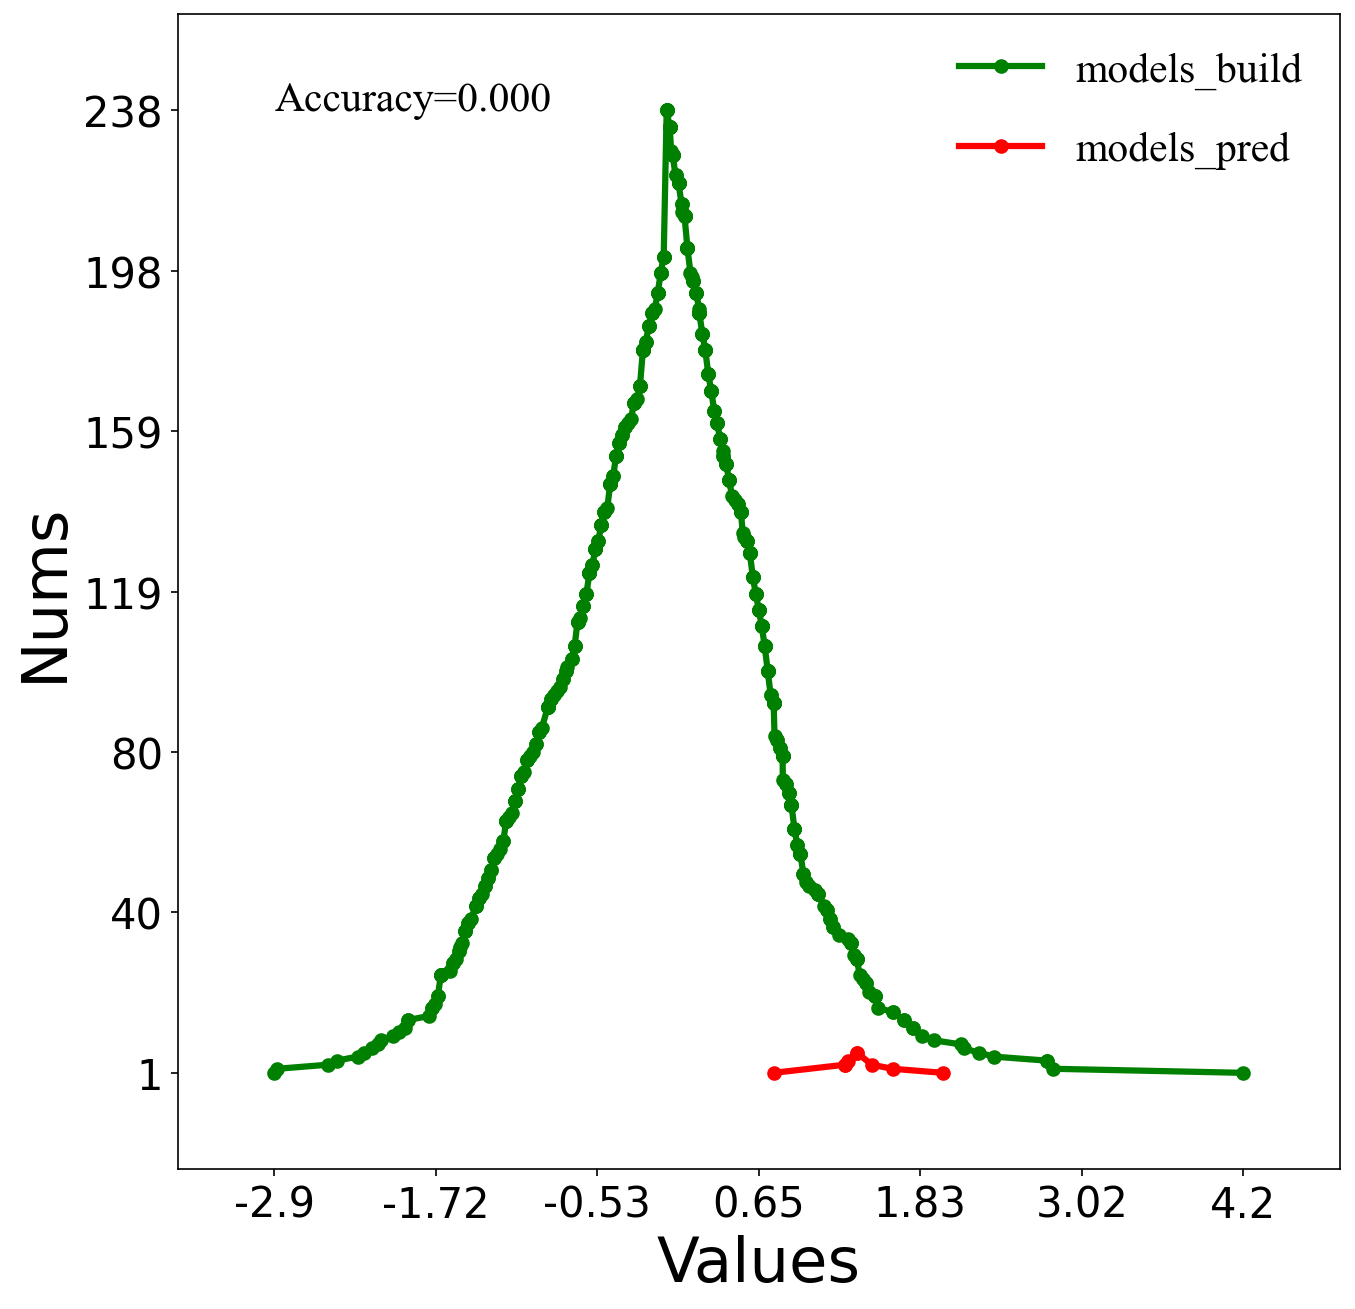 Accuracy=0.000
models_build
models_pred
238
198
159
119
80
40
1
Nums
-2.9
-1.72
-0.53
0.65
1.83
3.02
4.2
Values